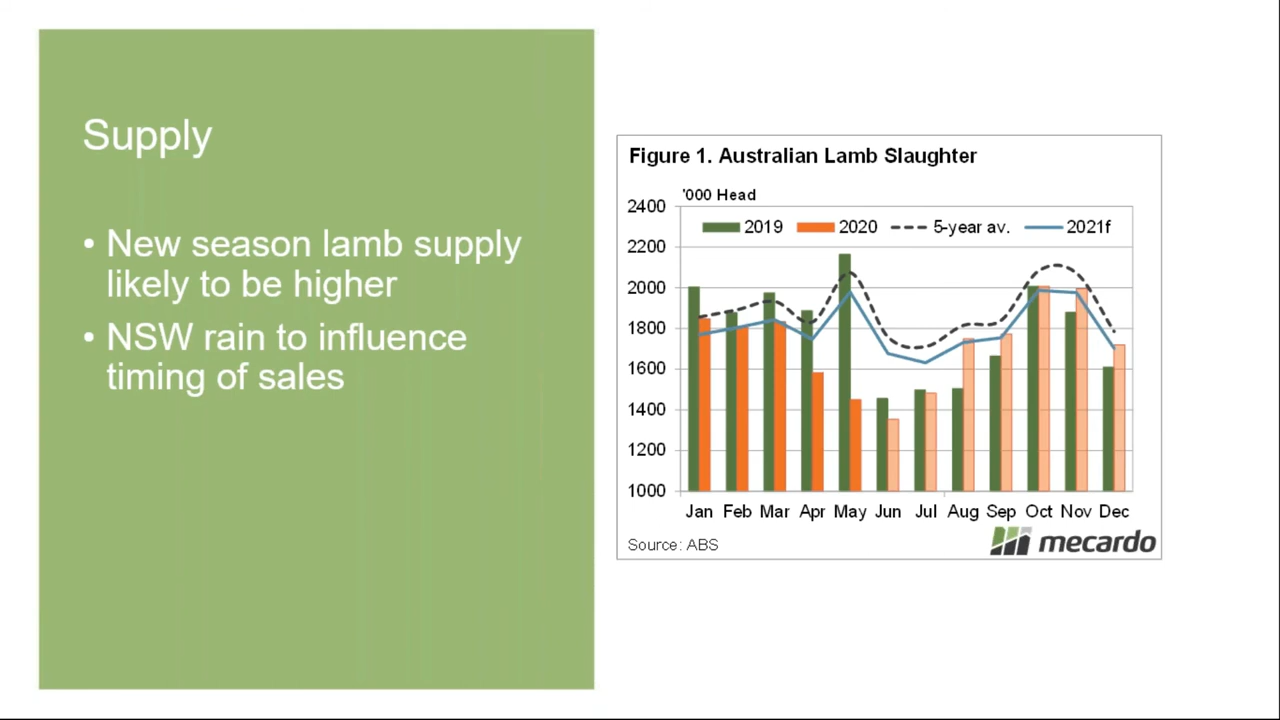 Supply
• New season lamb supply
likely to be higher
• NSW rain to influence
timing of sales
Figure 1. Australian Lamb Slaughter
'000 Head
2400
2200
2000
1800
1600
1400
1200
1000
2019 2020 5-year av. 2021f
Jan Feb Mar Apr May Jun Jul Aug Sep Oct Nov Dec
Source: ABS
mecardo